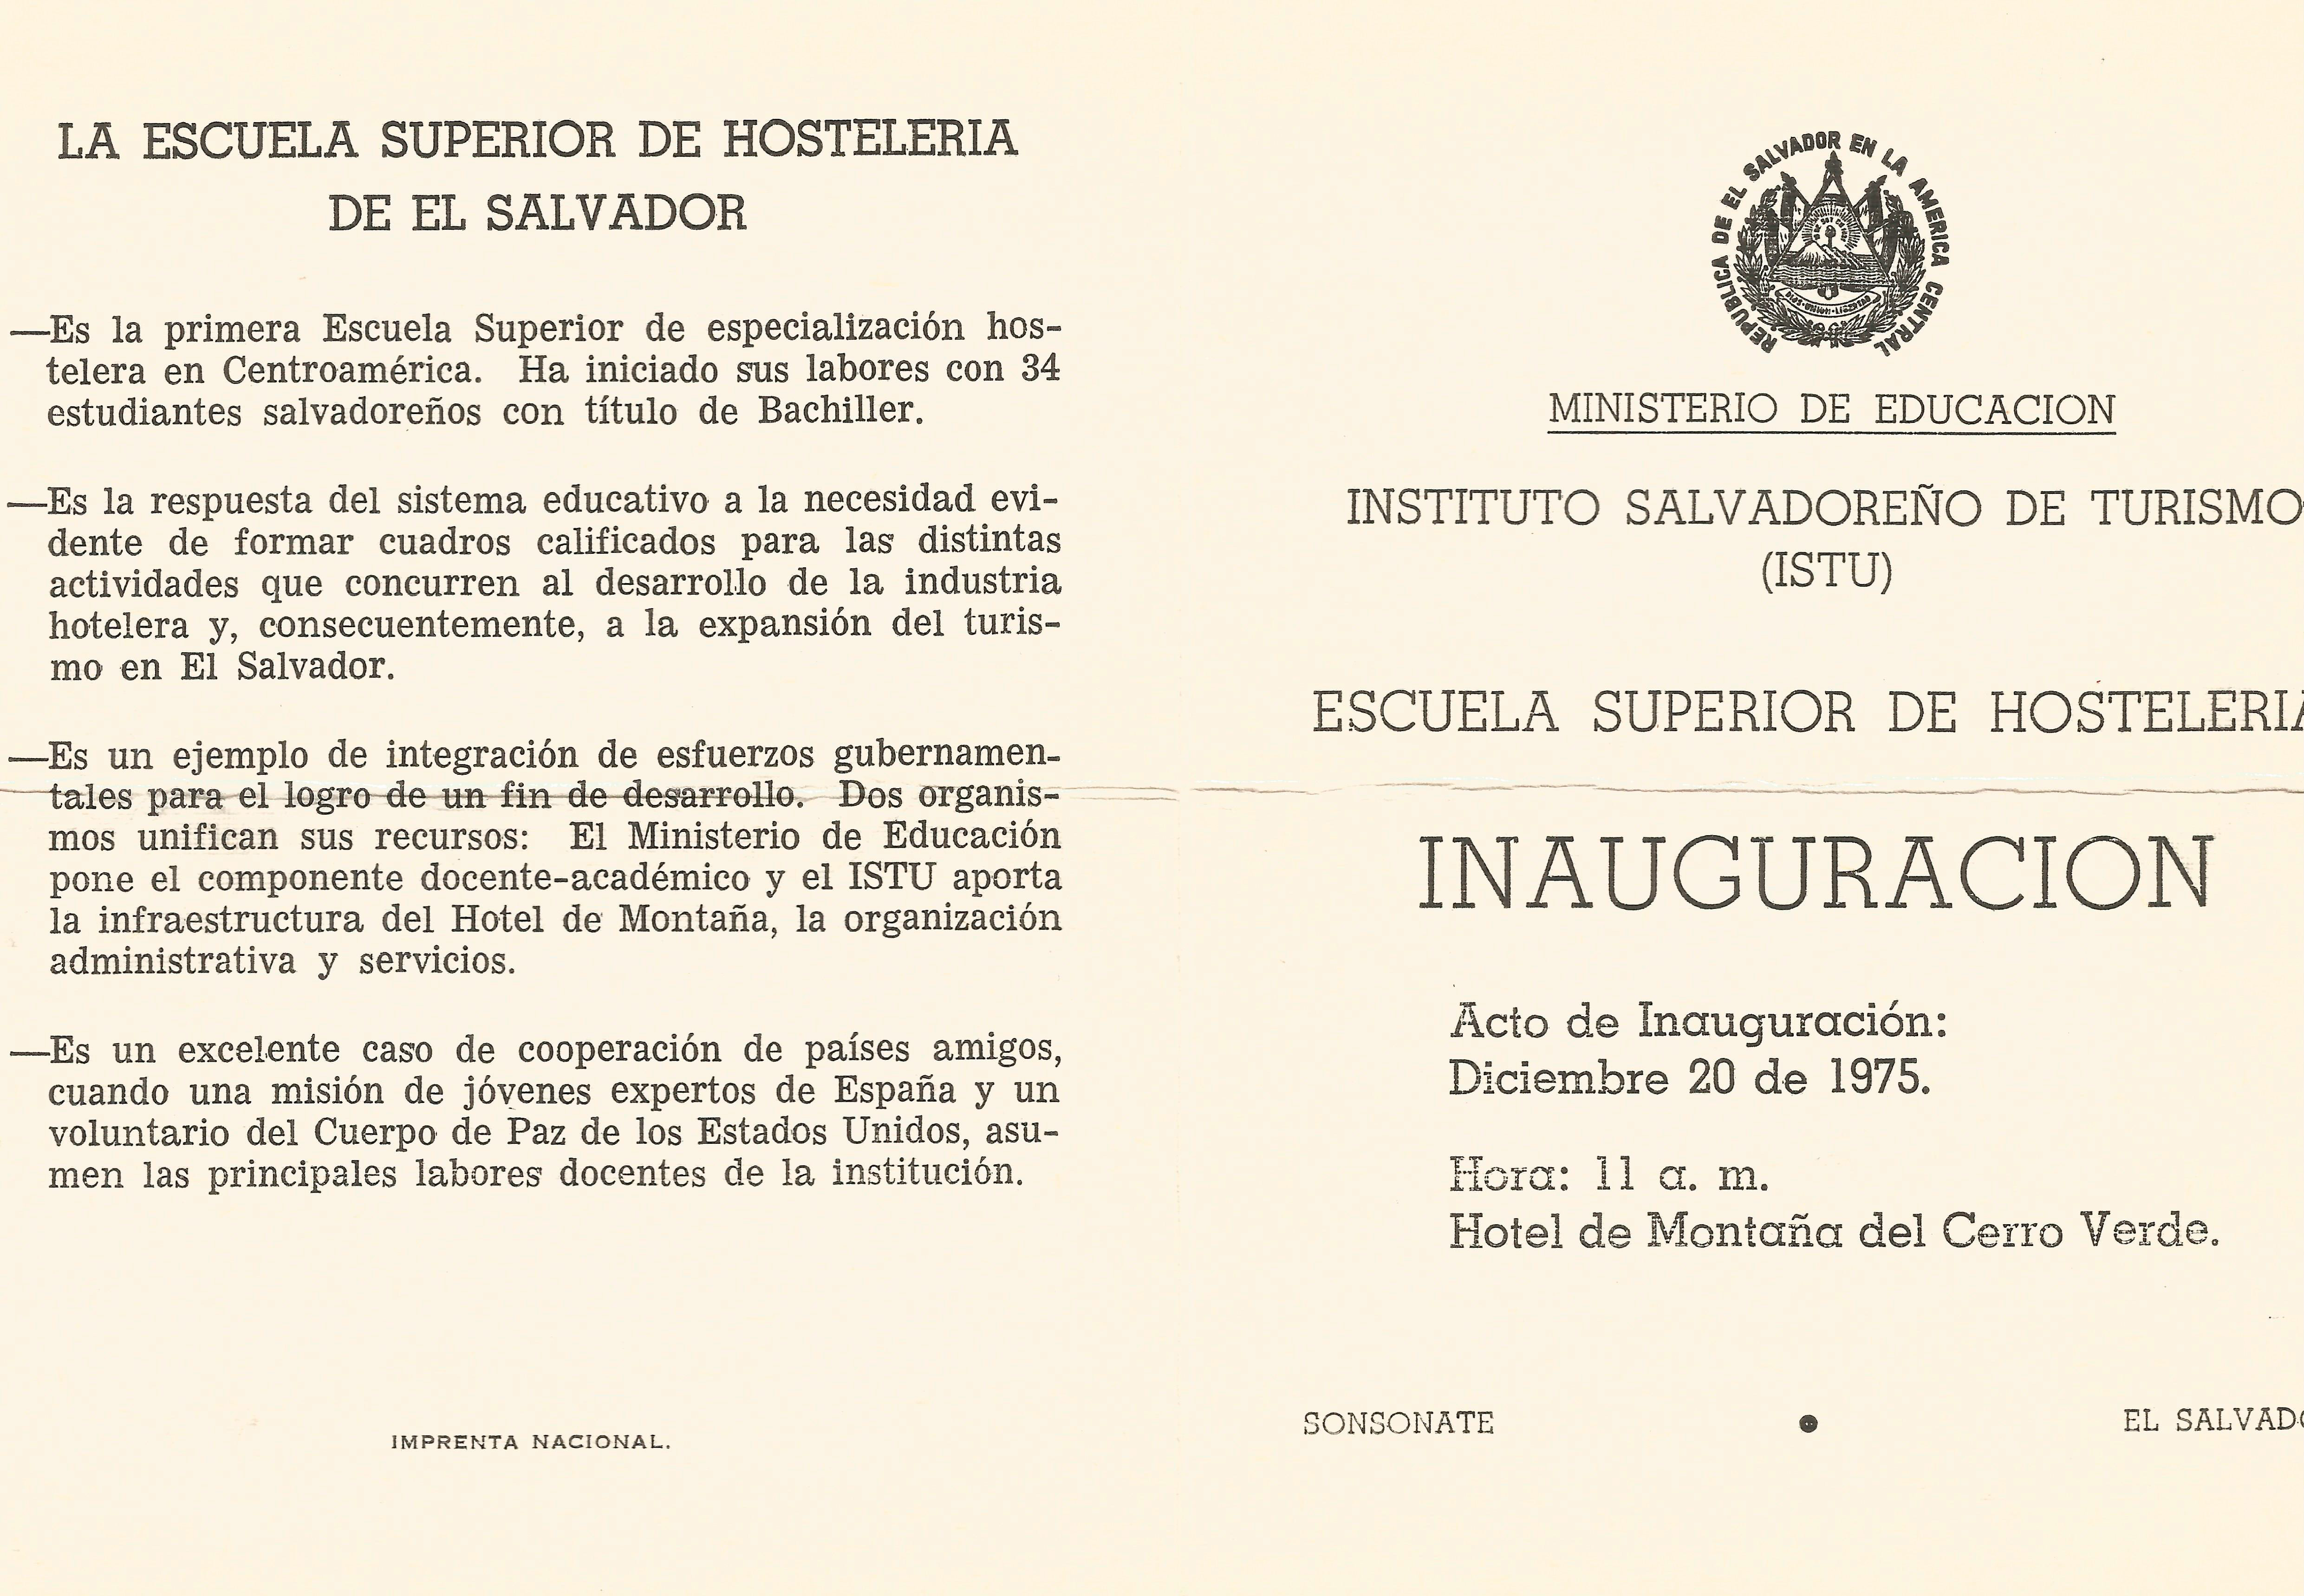 LA ESCUELA SUPERIOR DE HOSTELERIA
DE EL SALVADOR
—Es la primera Escuela Superior de especialización hos-
telera en Centroamérica. Ha iniciado sus labores con 34
estudiantes salvadoreños con título de Bachiller.
—Es la respuesta del sistema educativo a la necesidad evi-
dente de formar cuadros calificados para las distintas
actividades que concurren al desarrollo de la industria
hotelera y, consecuentemente, a la expansión del turis-
mo en El Salvador.
—Es un ejemplo de integración de esfuerzos gubernamen-
tales para el logro de un fin de desarrollo. Dos organis-
mos unifican sus recursos: El Ministerio de Educación
pone el componente docente-académico y el ISTU aporta
la infraestructura del Hotel de Montaña, la organización
administrativa y servicios.
—Es un excelente caso de cooperación de países amigos,
cuando una misión de jóvenes expertos de España y un
voluntario del Cuerpo de Paz de los Estados Unidos, asu-
men las principales labores docentes de la institución.
IMPRENTA NACIONAL.
REPUBLICA DE EL SALVADOR EN LA AMERICA CENTRAL
MINISTERIO DE EDUCACION
INSTITUTO SALVADOREÑO DE TURISMO
(ISTU)
ESCUELA SUPERIOR DE HOSTELERIA
INAUGURACION
Acto de Inauguración:
Diciembre 20 de 1975.
Hora: 11 a. m.
Hotel de Montaña del Cerro Verde.
SONSONATE
EL SALVADO